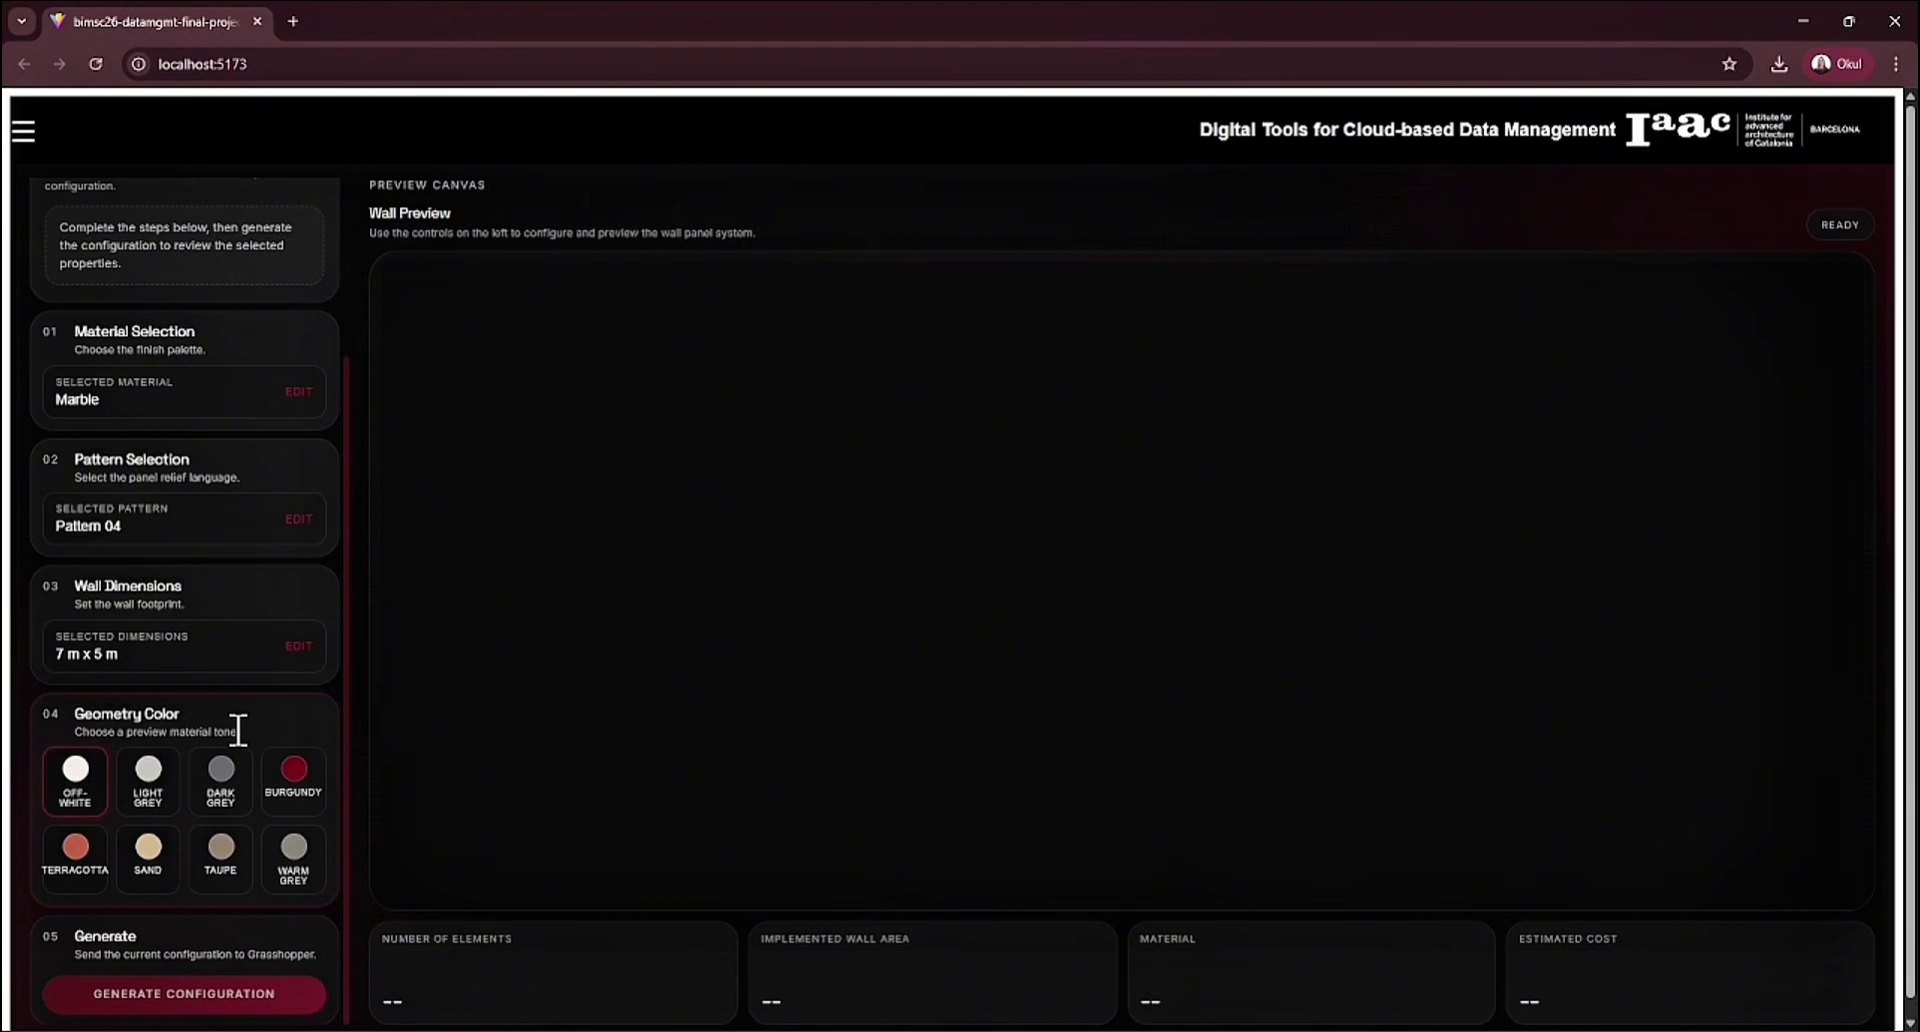 bimsc26-datamgmt-final-proje
localhost:5173
Okul
Digital Tools for Cloud-based Data Management
Iaac
Institute for
advanced
architecture
of Catalonia
BARCELONA
configuration.
Complete the steps below, then generate
the configuration to review the selected
properties.
01 Material Selection
Choose the finish palette.
SELECTED MATERIAL
Marble
EDIT
02 Pattern Selection
Select the panel relief language.
SELECTED PATTERN
Pattern 04
EDIT
03 Wall Dimensions
Set the wall footprint.
SELECTED DIMENSIONS
7 m x 5 m
EDIT
04 Geometry Color
Choose a preview material tone
OFF-
WHITE
LIGHT
GREY
DARK
GREY
BURGUNDY
TERRACOTTA
SAND
TAUPE
WARM
GREY
05 Generate
Send the current configuration to Grasshopper.
GENERATE CONFIGURATION
PREVIEW CANVAS
Wall Preview
Use the controls on the left to configure and preview the wall panel system.
READY
NUMBER OF ELEMENTS
--
IMPLEMENTED WALL AREA
--
MATERIAL
--
ESTIMATED COST
--